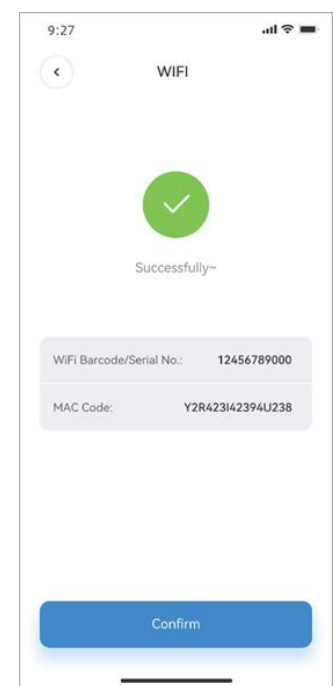 9:27
WIFI
Successfully~
WiFi Barcode/Serial No.: 12456789000
MAC Code: Y2R423I42394U238
Confirm